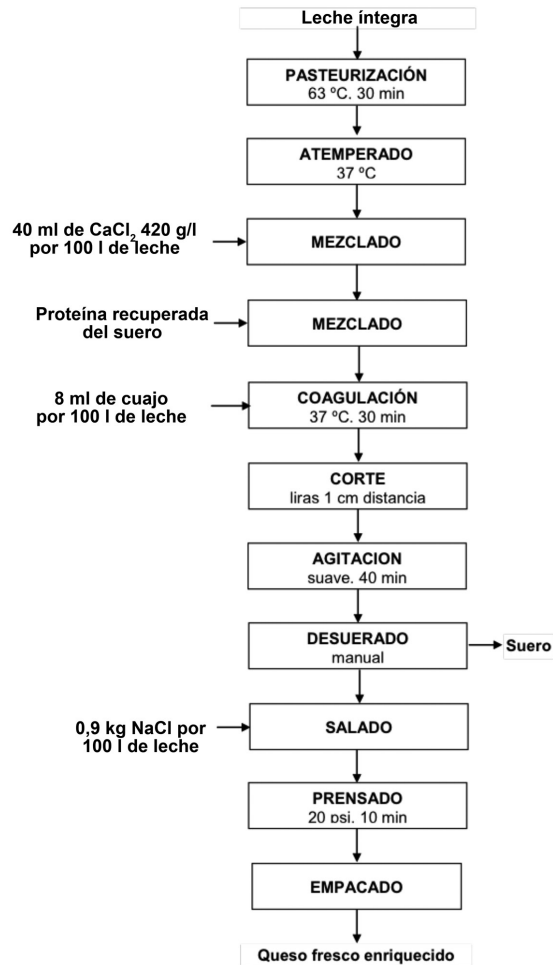 Leche íntegra
PASTEURIZACIÓN
63 ºC. 30 min
ATEMPERADO
37 ºC
40 ml de CaCl₂ 420 g/l
por 100 l de leche
MEZCLADO
Proteína recuperada
del suero
MEZCLADO
8 ml de cuajo
por 100 l de leche
COAGULACIÓN
37 ºC. 30 min
CORTE
liras 1 cm distancia
AGITACION
suave. 40 min
DESUERADO
manual
Suero
0,9 kg NaCl por
100 l de leche
SALADO
PRENSADO
20 psi. 10 min
EMPACADO
Queso fresco enriquecido